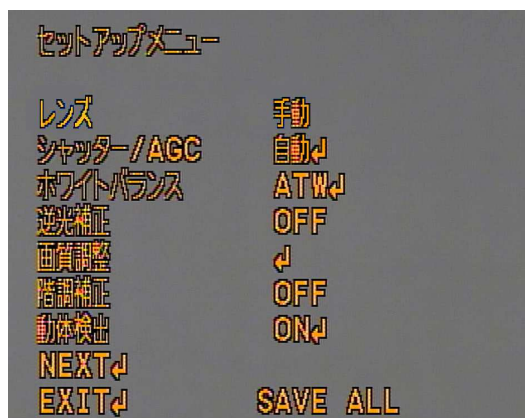 セットアップメニュー
レンズ 手動
シャッター/AGC 自動↲
ホワイトバランス ATW↲
逆光補正 OFF
画質調整 ↲
階調補正 OFF
動体検出 ON↲
NEXT↲
EXIT↲ SAVE ALL